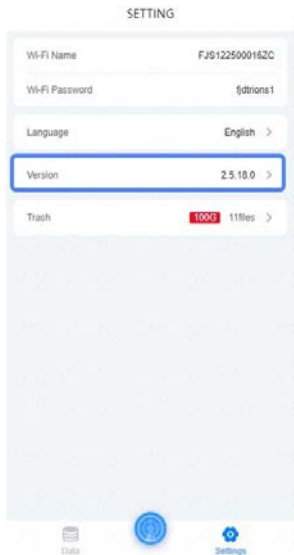 SETTING
Wi-Fi Name FJS122500016ZC
Wi-Fi Password fjdtrions1
Language English >
Version 2.5.18.0 >
Trash 100G 11files >
Data Settings